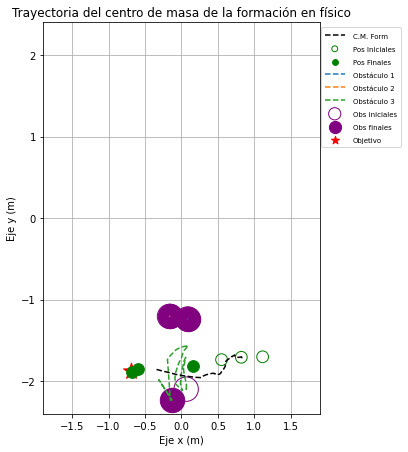 Trayectoria del centro de masa de la formación en físico
C.M. Form
Pos Iniciales
Pos Finales
Obstáculo 1
Obstáculo 2
Obstáculo 3
Obs iniciales
Obs finales
Objetivo
Eje y (m)
2
1
0
−1
−2
−1.5
−1.0
−0.5
0.0
0.5
1.0
1.5
Eje x (m)